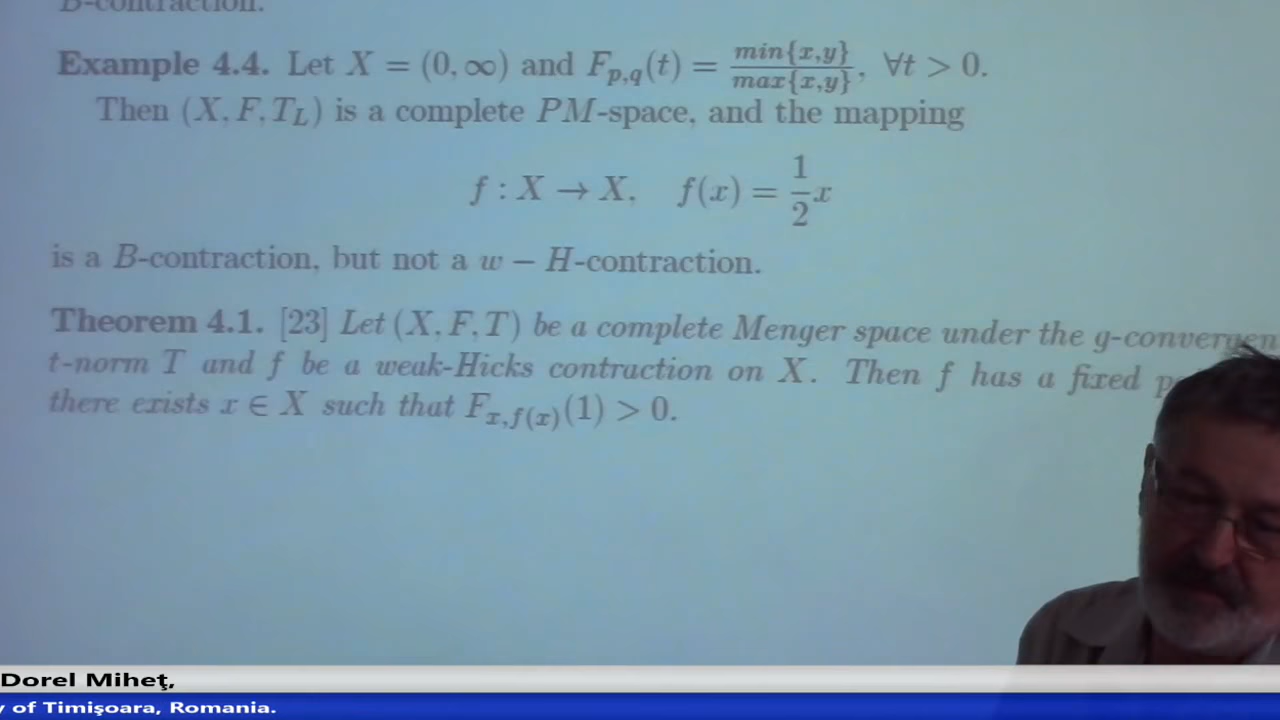 B-contraction.
Example 4.4. Let X = (0, ∞) and F_{p,q}(t) = min{x,y}/max{x,y}, ∀t > 0.
Then (X, F, T_L) is a complete PM-space, and the mapping
f : X → X, f(x) = 1/2 x
is a B-contraction, but not a w − H-contraction.
Theorem 4.1. [23] Let (X, F, T) be a complete Menger space under the g-convergen
t-norm T and f be a weak-Hicks contraction on X. Then f has a fixed
there exists x ∈ X such that F_{x,f(x)}(1) > 0.
Dorel Miheţ,
y of Timişoara, Romania.